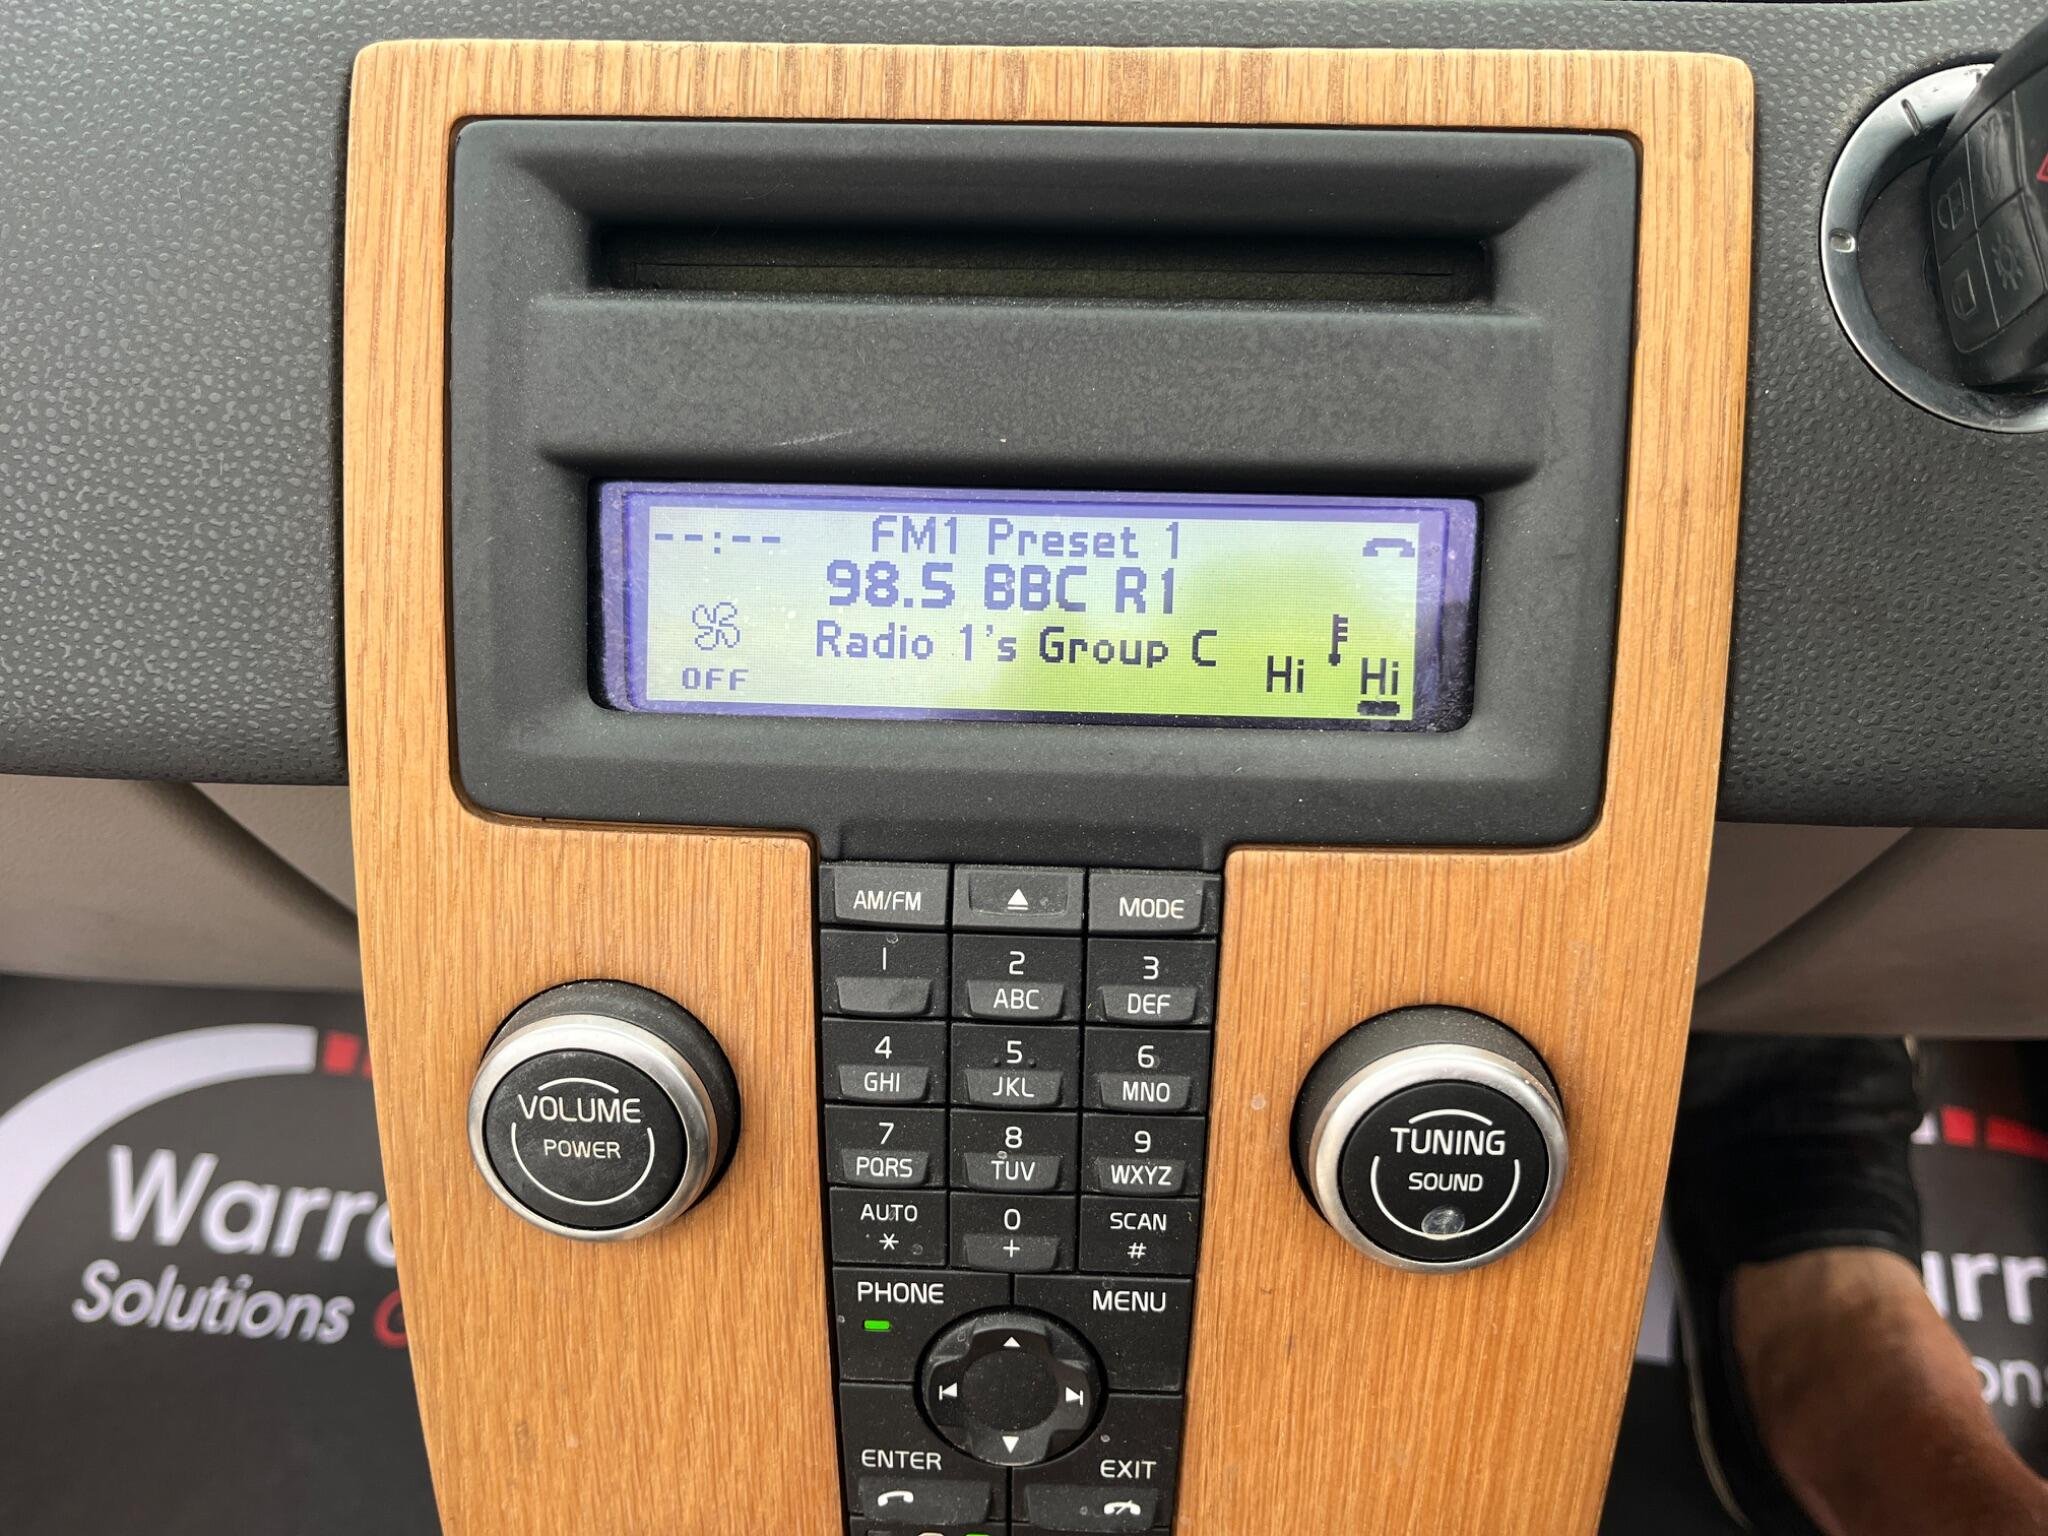 --:--
FM1 Preset 1
98.5 BBC R1
Radio 1's Group C
OFF
Hi
Hi
AM/FM
MODE
1
2
3
ABC
DEF
4
5
6
GHI
JKL
MNO
7
8
9
PQRS
TUV
WXYZ
AUTO
0
SCAN
*
+
#
VOLUME
POWER
TUNING
SOUND
PHONE
MENU
ENTER
EXIT
Solutions